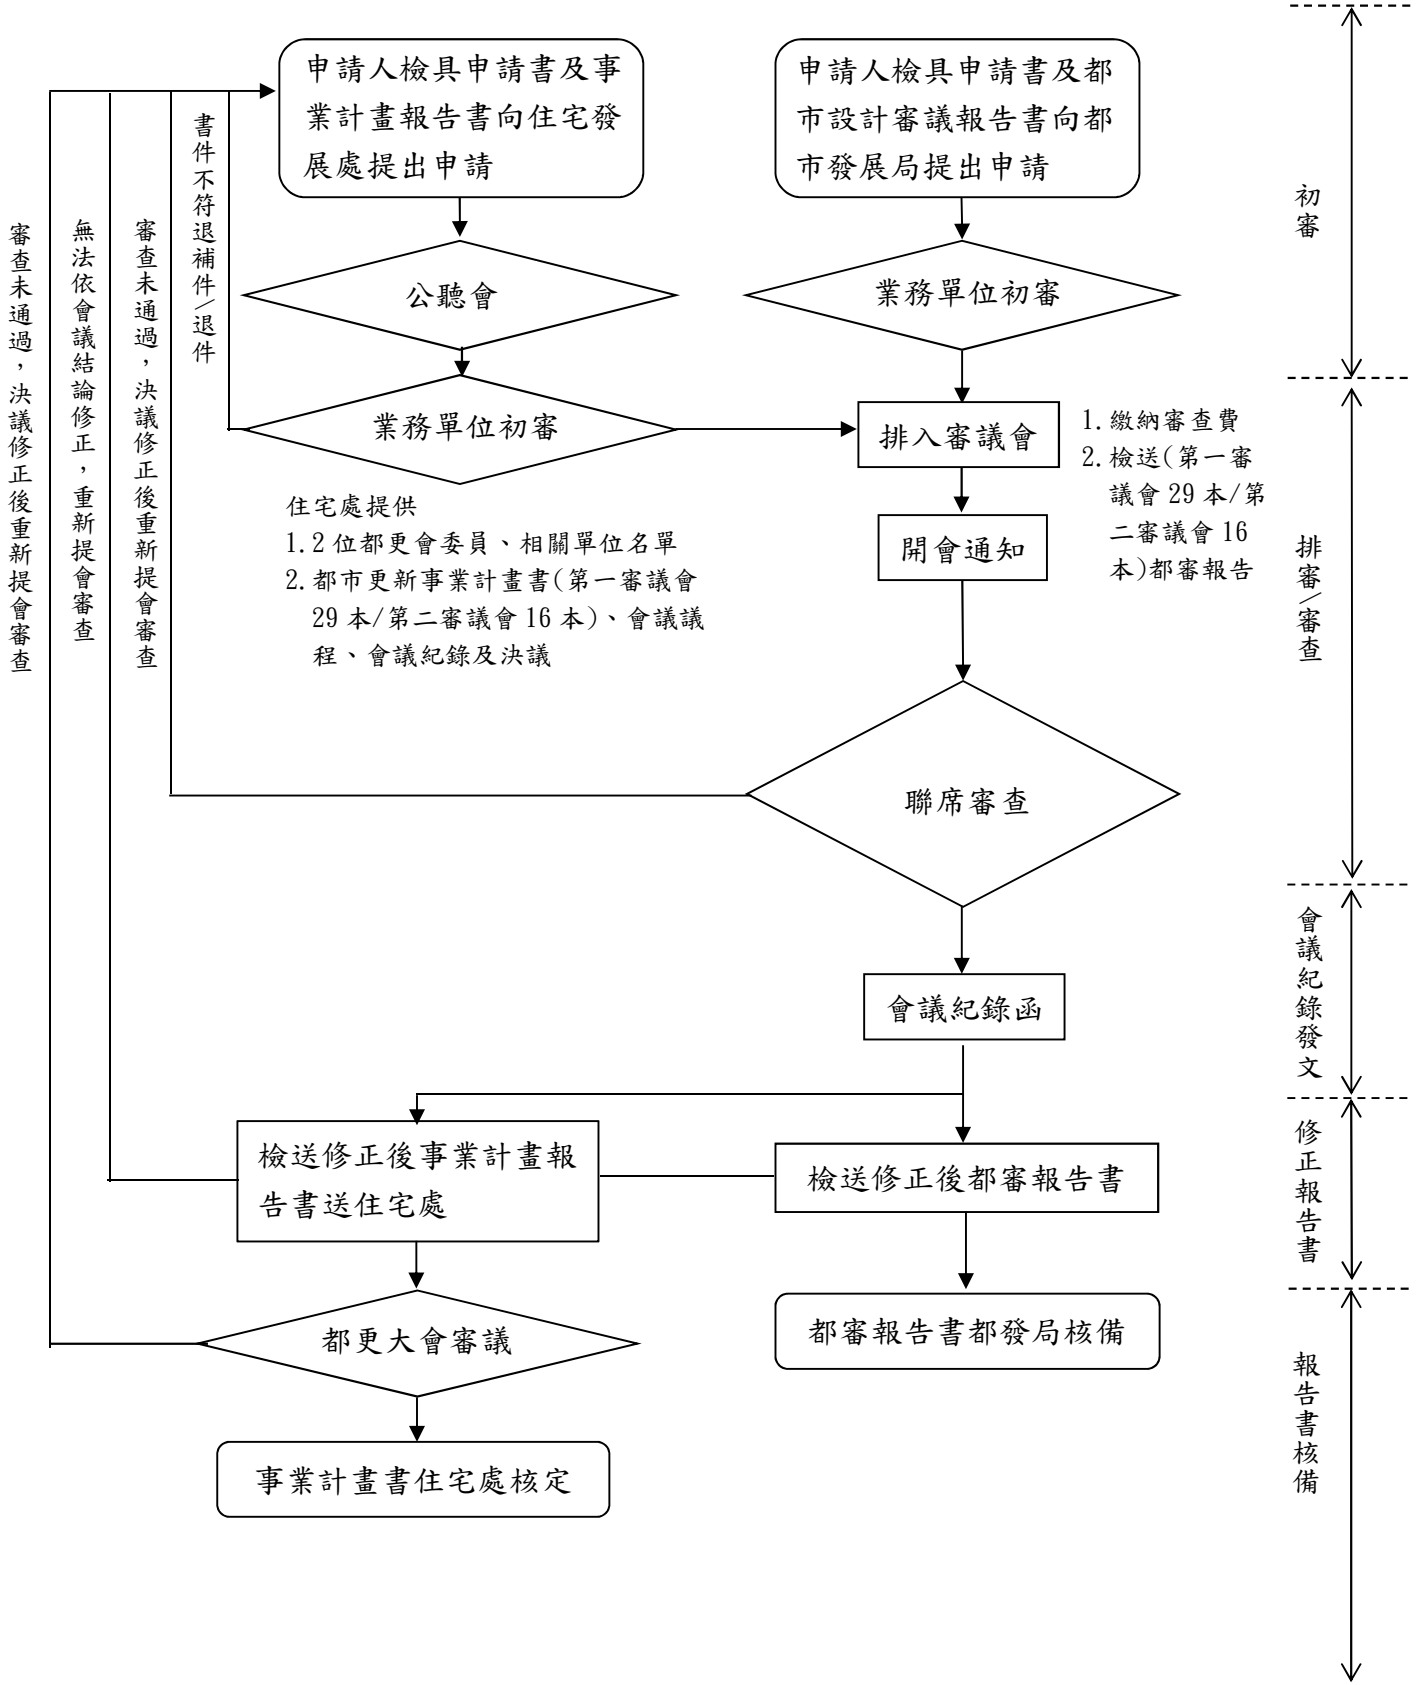 申請人檢具申請書及事
業計畫報告書向住宅發
展處提出申請
申請人檢具申請書及都
市設計審議報告書向都
市發展局提出申請
公聽會
業務單位初審
業務單位初審
排入審議會
1.繳納審查費
2.檢送(第一審
議會 29 本/第
二審議會 16
本)都審報告
住宅處提供
1.2 位都更會委員、相關單位名單
2.都市更新事業計畫書(第一審議會
29 本/第二審議會 16 本)、會議議
程、會議紀錄及決議
開會通知
聯席審查
會議紀錄函
檢送修正後事業計畫報
告書送住宅處
檢送修正後都審報告書
都更大會審議
都審報告書都發局核備
事業計畫書住宅處核定
審查未通過，決議修正後重新提會審查
無法依會議結論修正，重新提會審查
審查未通過，決議修正後重新提會審查
書件不符退補件/退件
初審
排審/審查
會議紀錄發文
修正報告書
報告書核備